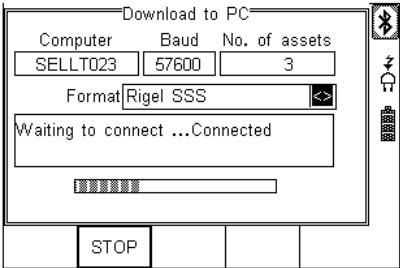 Download to PC
Computer Baud No. of assets
SELLT023 57600 3
Format Rigel SSS <>
Waiting to connect ...Connected
STOP